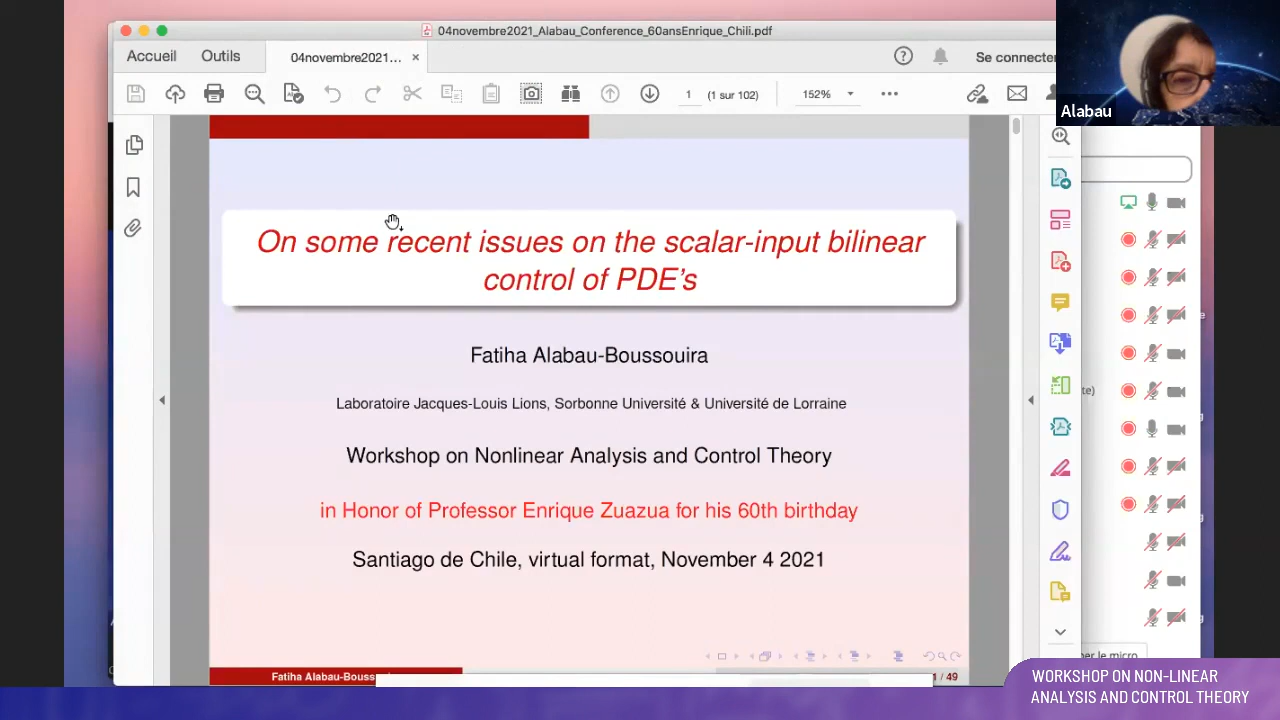 04novembre2021_Alabau_Conference_60ansEnrique_Chili.pdf
Accueil
Outils
04novembre2021...
×
Se connecter
1
(1 sur 102)
152%
Alabau
On some recent issues on the scalar-input bilinear
control of PDE's
Fatiha Alabau-Boussouira
Laboratoire Jacques-Louis Lions, Sorbonne Université & Université de Lorraine
Workshop on Nonlinear Analysis and Control Theory
in Honor of Professor Enrique Zuazua for his 60th birthday
Santiago de Chile, virtual format, November 4 2021
/ 49
WORKSHOP ON NON-LINEAR
ANALYSIS AND CONTROL THEORY